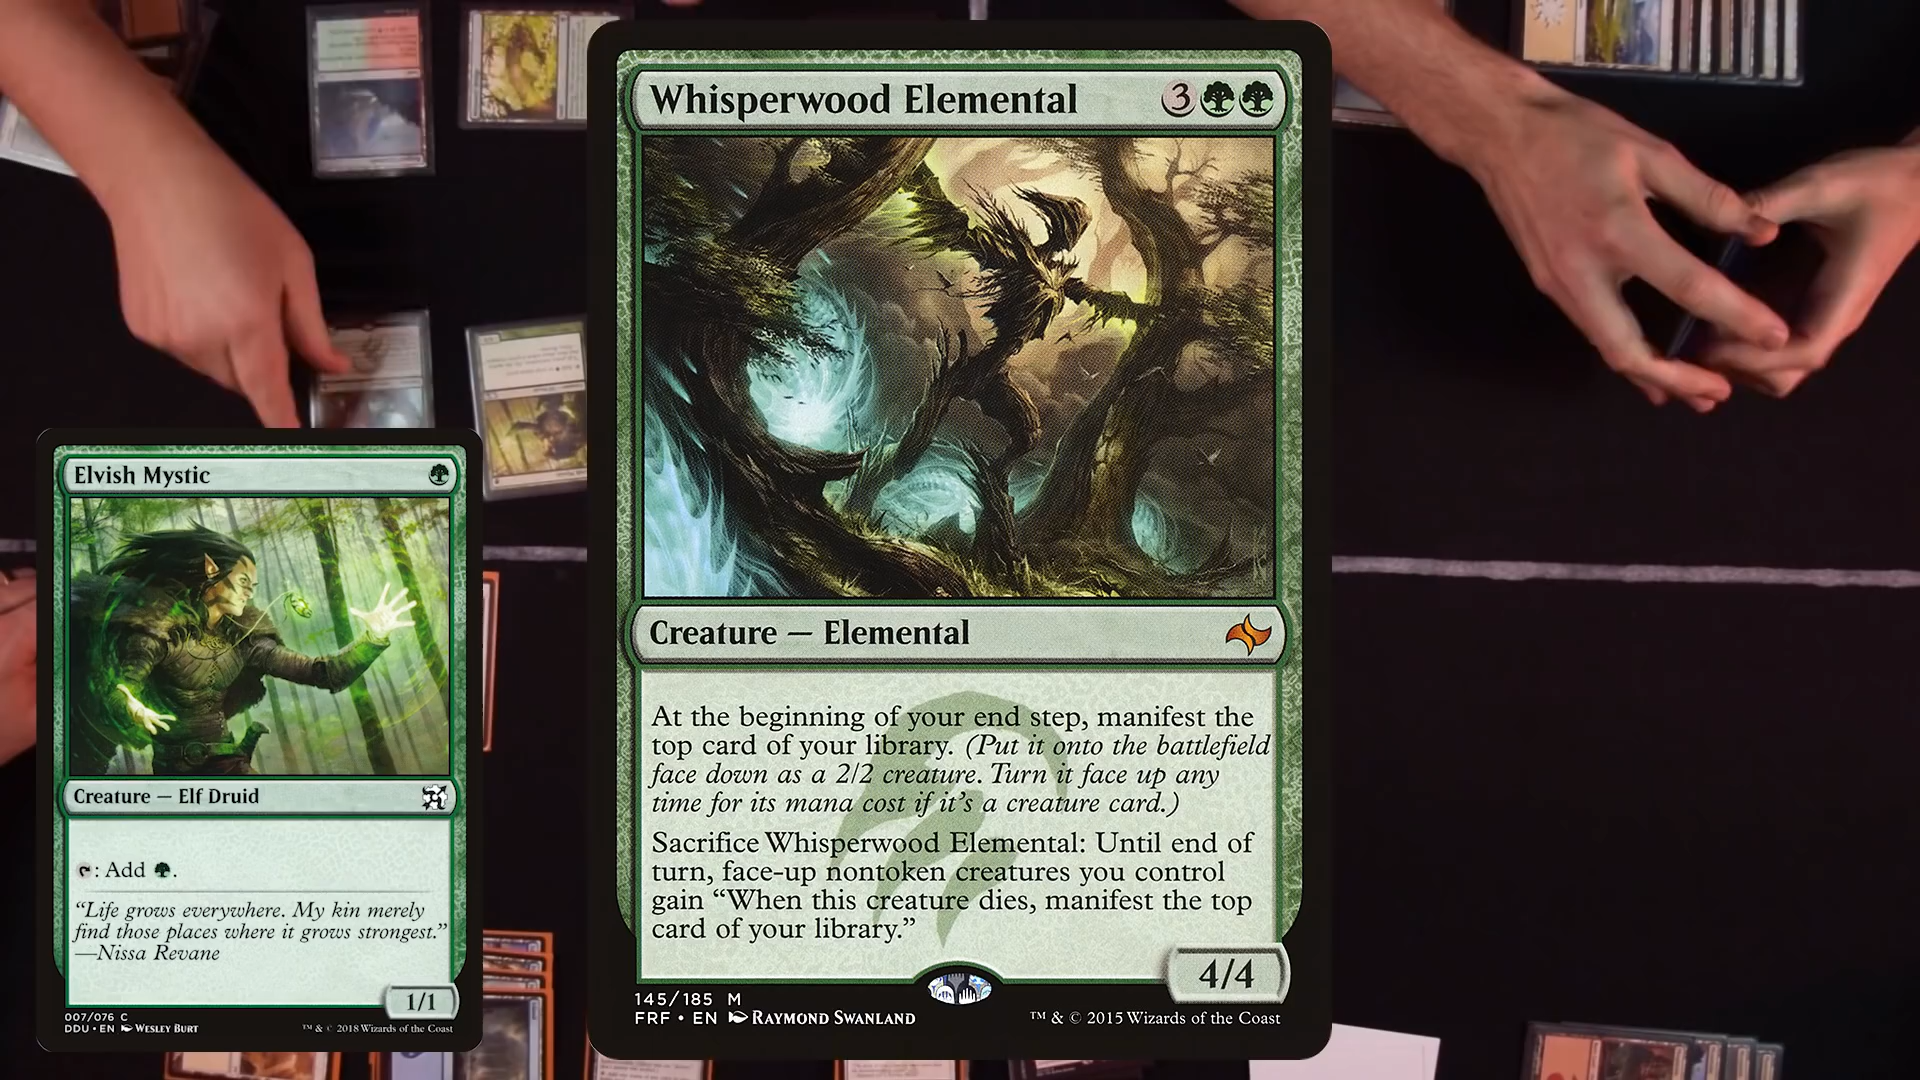 Whisperwood Elemental
3
Creature — Elemental
At the beginning of your end step, manifest the
top card of your library. (Put it onto the battlefield
face down as a 2/2 creature. Turn it face up any
time for its mana cost if it's a creature card.)
Sacrifice Whisperwood Elemental: Until end of
turn, face-up nontoken creatures you control
gain “When this creature dies, manifest the top
card of your library.”
4/4
145/185 M
FRF • EN RAYMOND SWANLAND
™ & © 2015 Wizards of the Coast
Elvish Mystic
Creature — Elf Druid
: Add .
“Life grows everywhere. My kin merely
find those places where it grows strongest.”
—Nissa Revane
1/1
007/076 C
DDU • EN WESLEY BURT
™ & © 2018 Wizards of the Coast